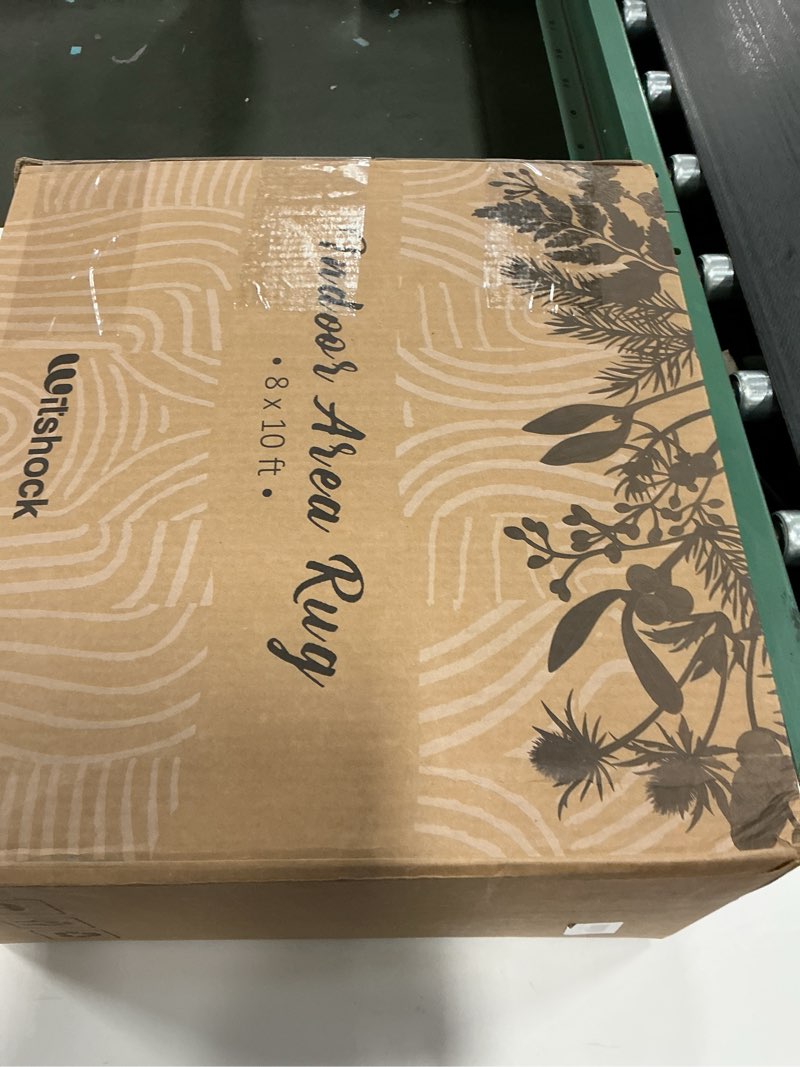 Indoor Area Rug
• 8 x 10 ft •
Witshock